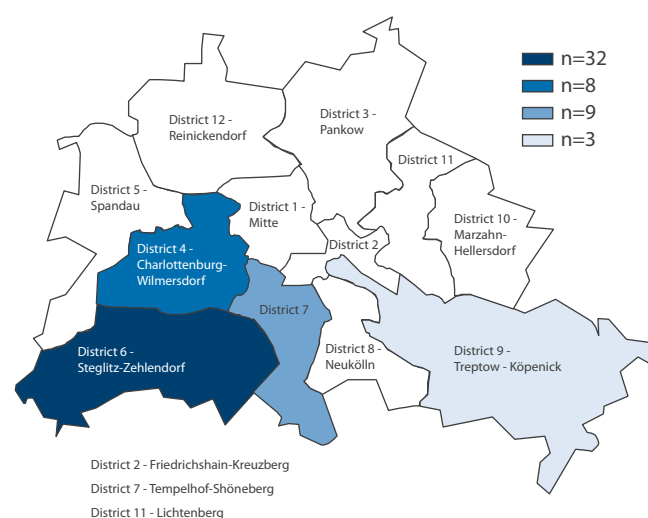 n=32
n=8
n=9
n=3
District 12 -
Reinickendorf
District 3 -
Pankow
District 11
District 5 -
Spandau
District 1 -
Mitte
District 10 -
Marzahn-
Hellersdorf
District 2
District 4 -
Charlottenburg-
Wilmersdorf
District 7
District 6 -
Steglitz-Zehlendorf
District 8 -
Neukölln
District 9 -
Treptow - Köpenick
District 2 - Friedrichshain-Kreuzberg
District 7 - Tempelhof-Shöneberg
District 11 - Lichtenberg